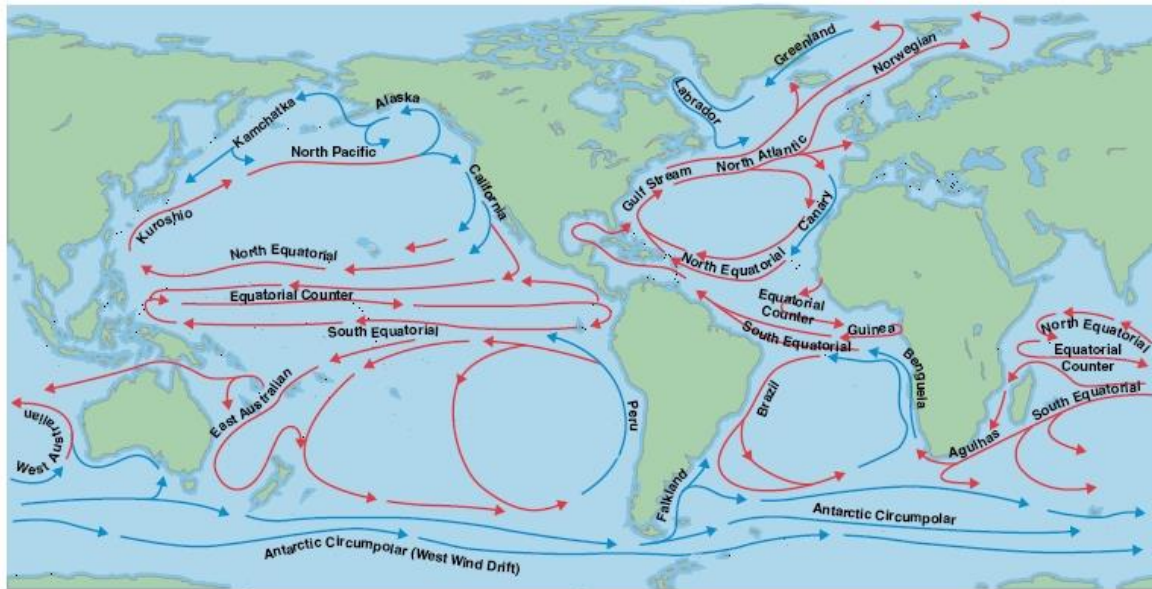 Greenland
Norwegian
Labrador
Alaska
Kamchatka
North Pacific
North Atlantic
California
Gulf Stream
Canary
Kuroshio
North Equatorial
North Equatorial
Equatorial Counter
Equatorial
Counter
Guinea
South Equatorial
South Equatorial
North Equatorial
Equatorial
Counter
South Equatorial
Benguela
East Australian
Peru
Brazil
West Australian
Agulhas
Falkland
Antarctic Circumpolar
Antarctic Circumpolar (West Wind Drift)